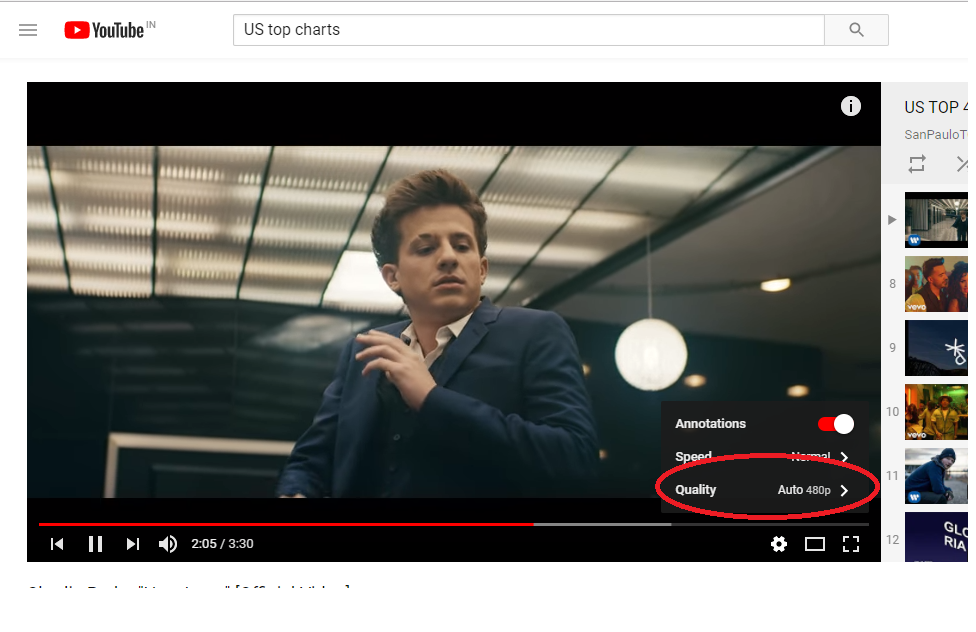 YouTube IN
US top charts
US TOP 4
SanPauloT
8
vevo
9
10
vevo
11
12
GLO
RIA
Annotations
Speed Normal
Quality Auto 480p
2:05 / 3:30